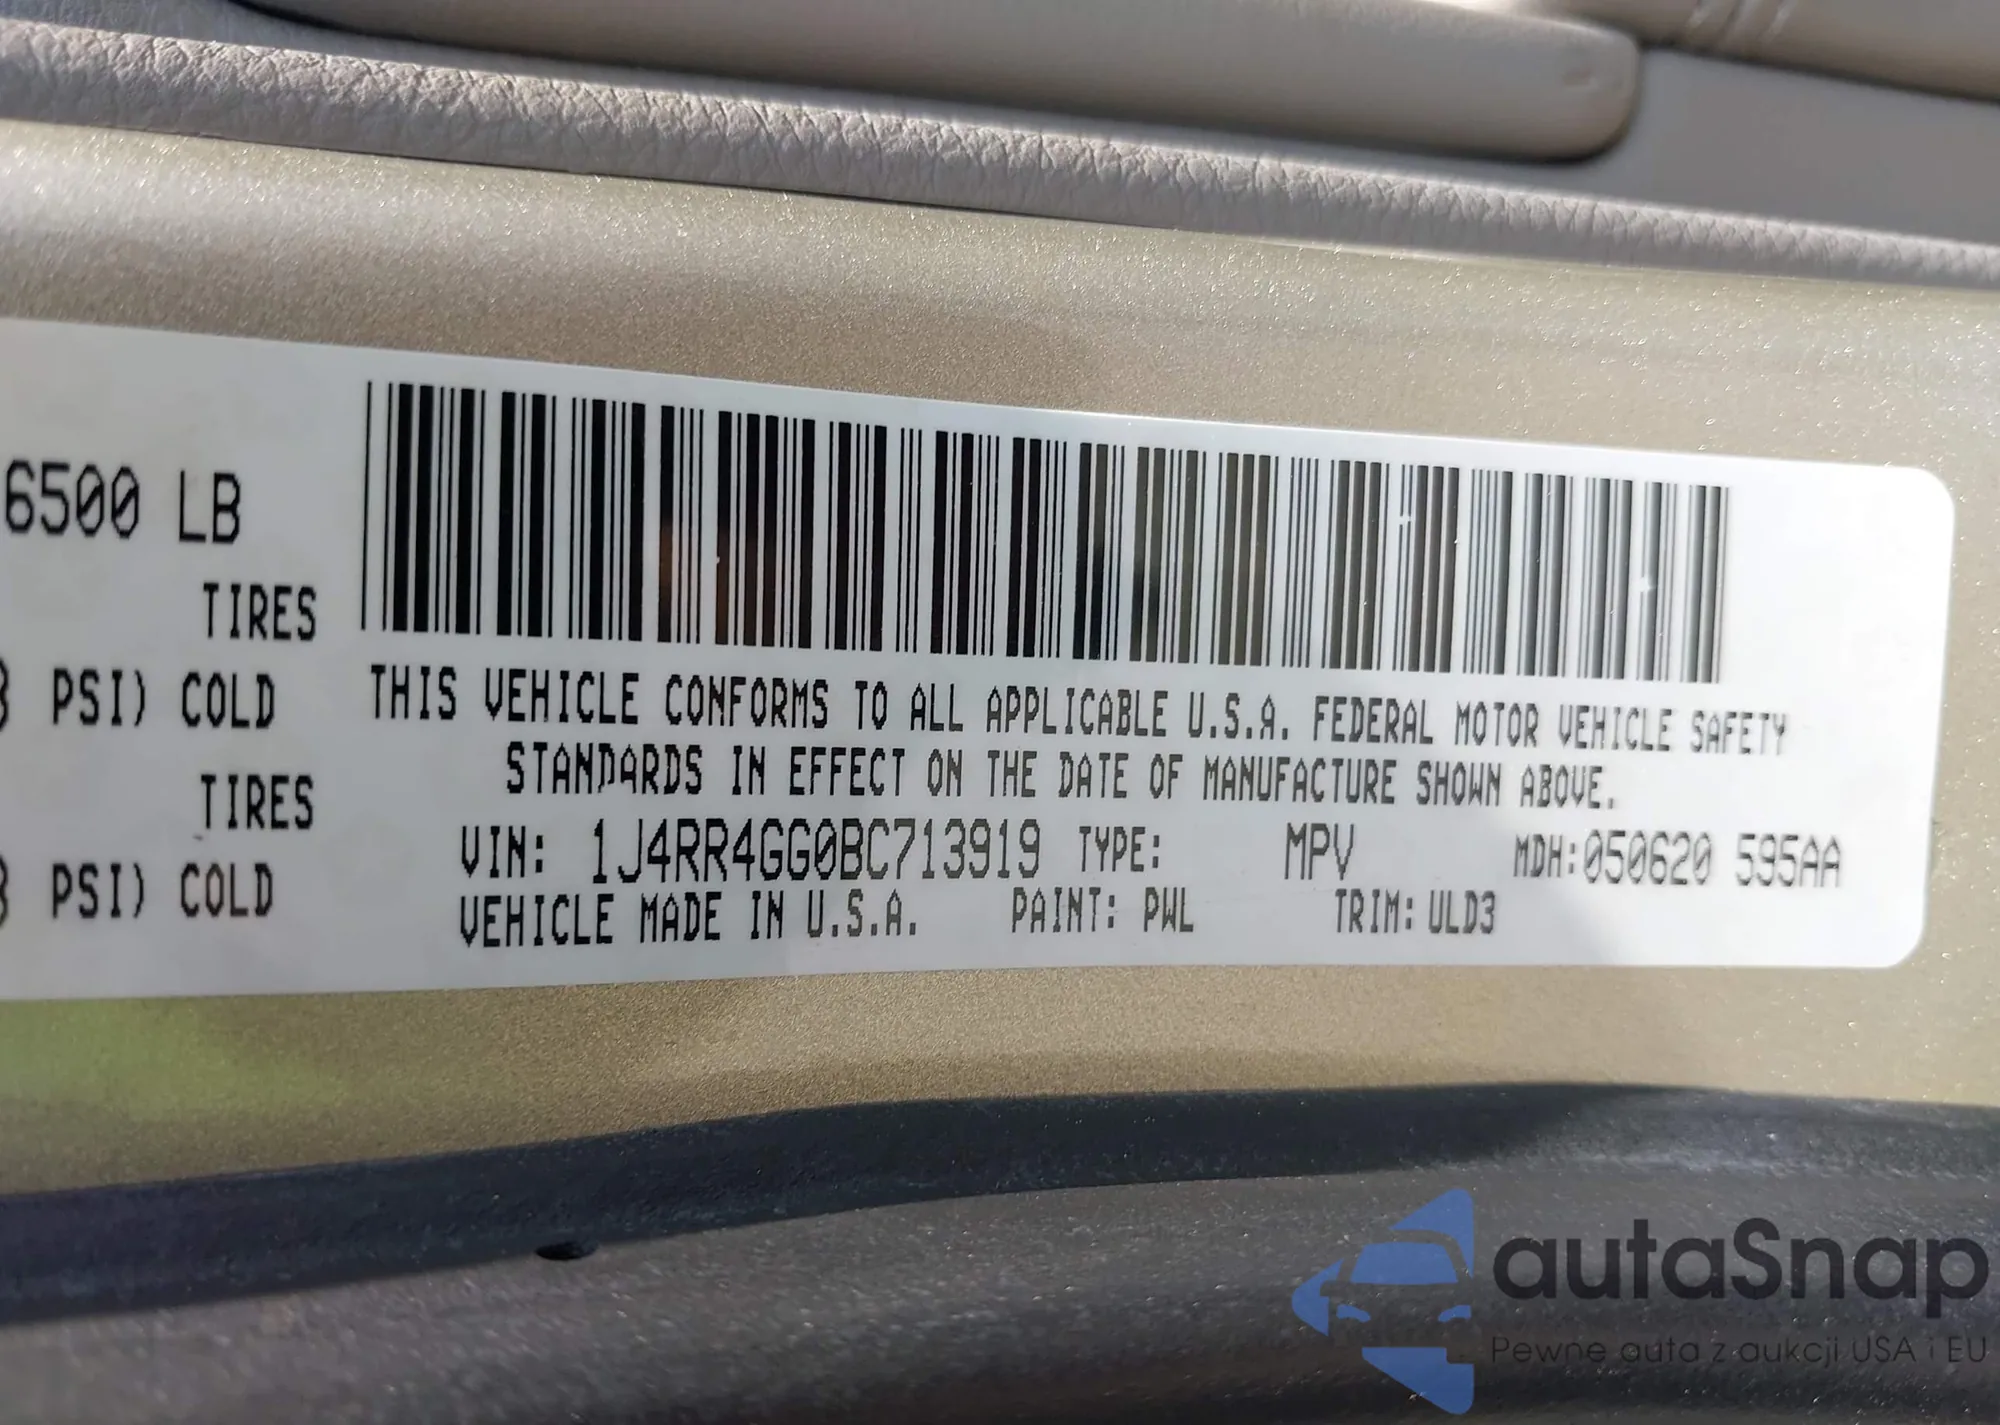 6500 LB
TIRES
PSI) COLD
TIRES
PSI) COLD
THIS VEHICLE CONFORMS TO ALL APPLICABLE U.S.A. FEDERAL MOTOR VEHICLE SAFETY
STANDARDS IN EFFECT ON THE DATE OF MANUFACTURE SHOWN ABOVE.
VIN: 1J4RR4GG0BC713919 TYPE: MPV MDH:050620 595AA
VEHICLE MADE IN U.S.A. PAINT: PWL TRIM: ULD3
autaSnap
Pewne auta z aukcji USA i EU